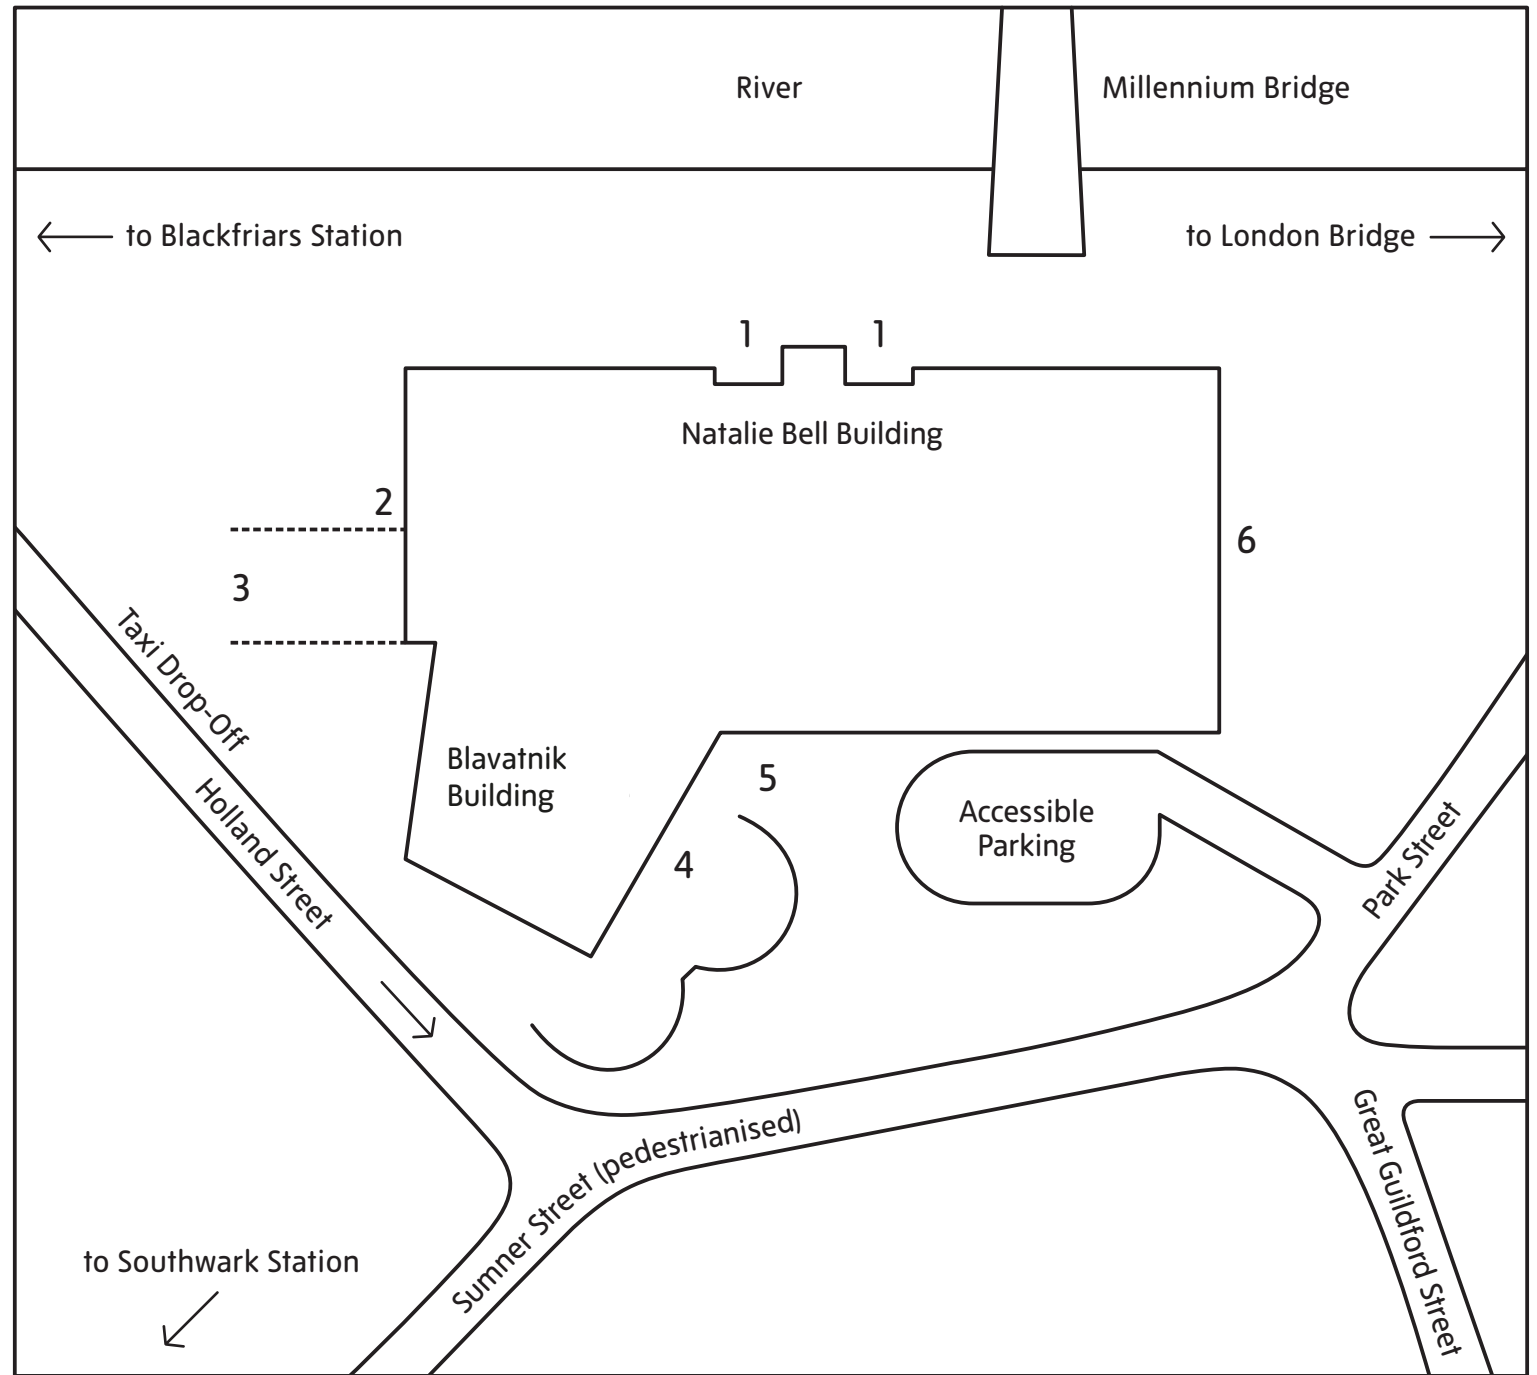 River
Millennium Bridge
to Blackfriars Station
to London Bridge
1
1
Natalie Bell Building
2
6
3
Taxi Drop-Off
Blavatnik
Building
5
Holland Street
4
Accessible
Parking
Park Street
Sumner Street (pedestrianised)
Great Guildford Street
to Southwark Station